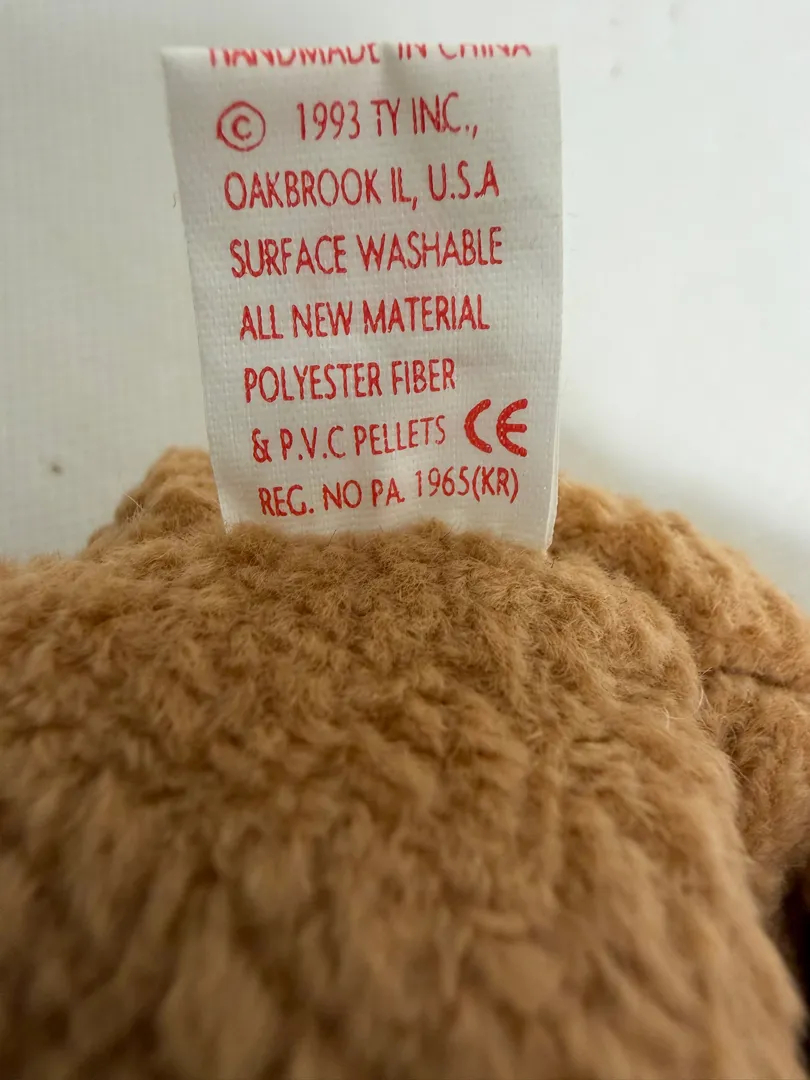 HANDMADE IN CHINA
© 1993 TY INC.,
OAKBROOK IL, U.S.A
SURFACE WASHABLE
ALL NEW MATERIAL
POLYESTER FIBER
& P.V.C PELLETS CE
REG. NO PA. 1965(KR)